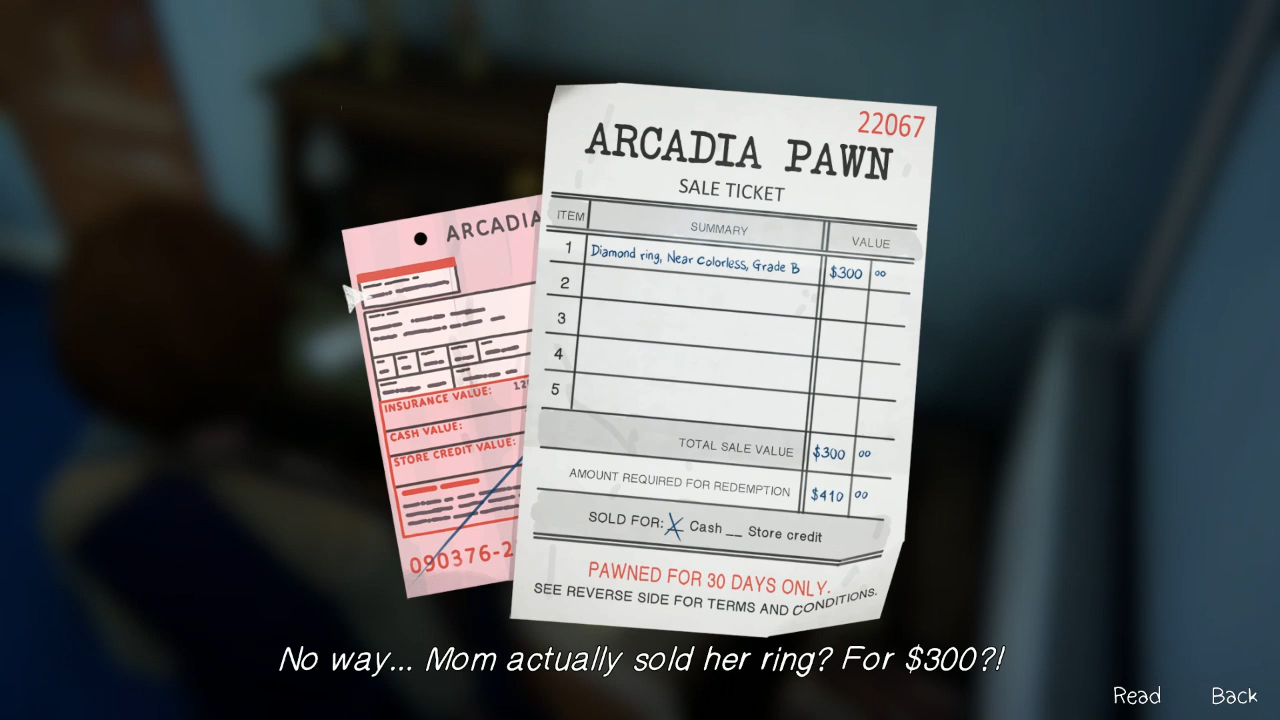 22067
ARCADIA PAWN
SALE TICKET
ITEM SUMMARY VALUE
1 Diamond ring, Near Colorless, Grade B $300 00
2
3
4
5
TOTAL SALE VALUE $300 00
AMOUNT REQUIRED FOR REDEMPTION $410 00
SOLD FOR: X Cash __ Store credit
PAWNED FOR 30 DAYS ONLY.
SEE REVERSE SIDE FOR TERMS AND CONDITIONS.
ARCADIA
INSURANCE VALUE:
CASH VALUE:
STORE CREDIT VALUE:
090376-2
No way... Mom actually sold her ring? For $300?!
Read Back